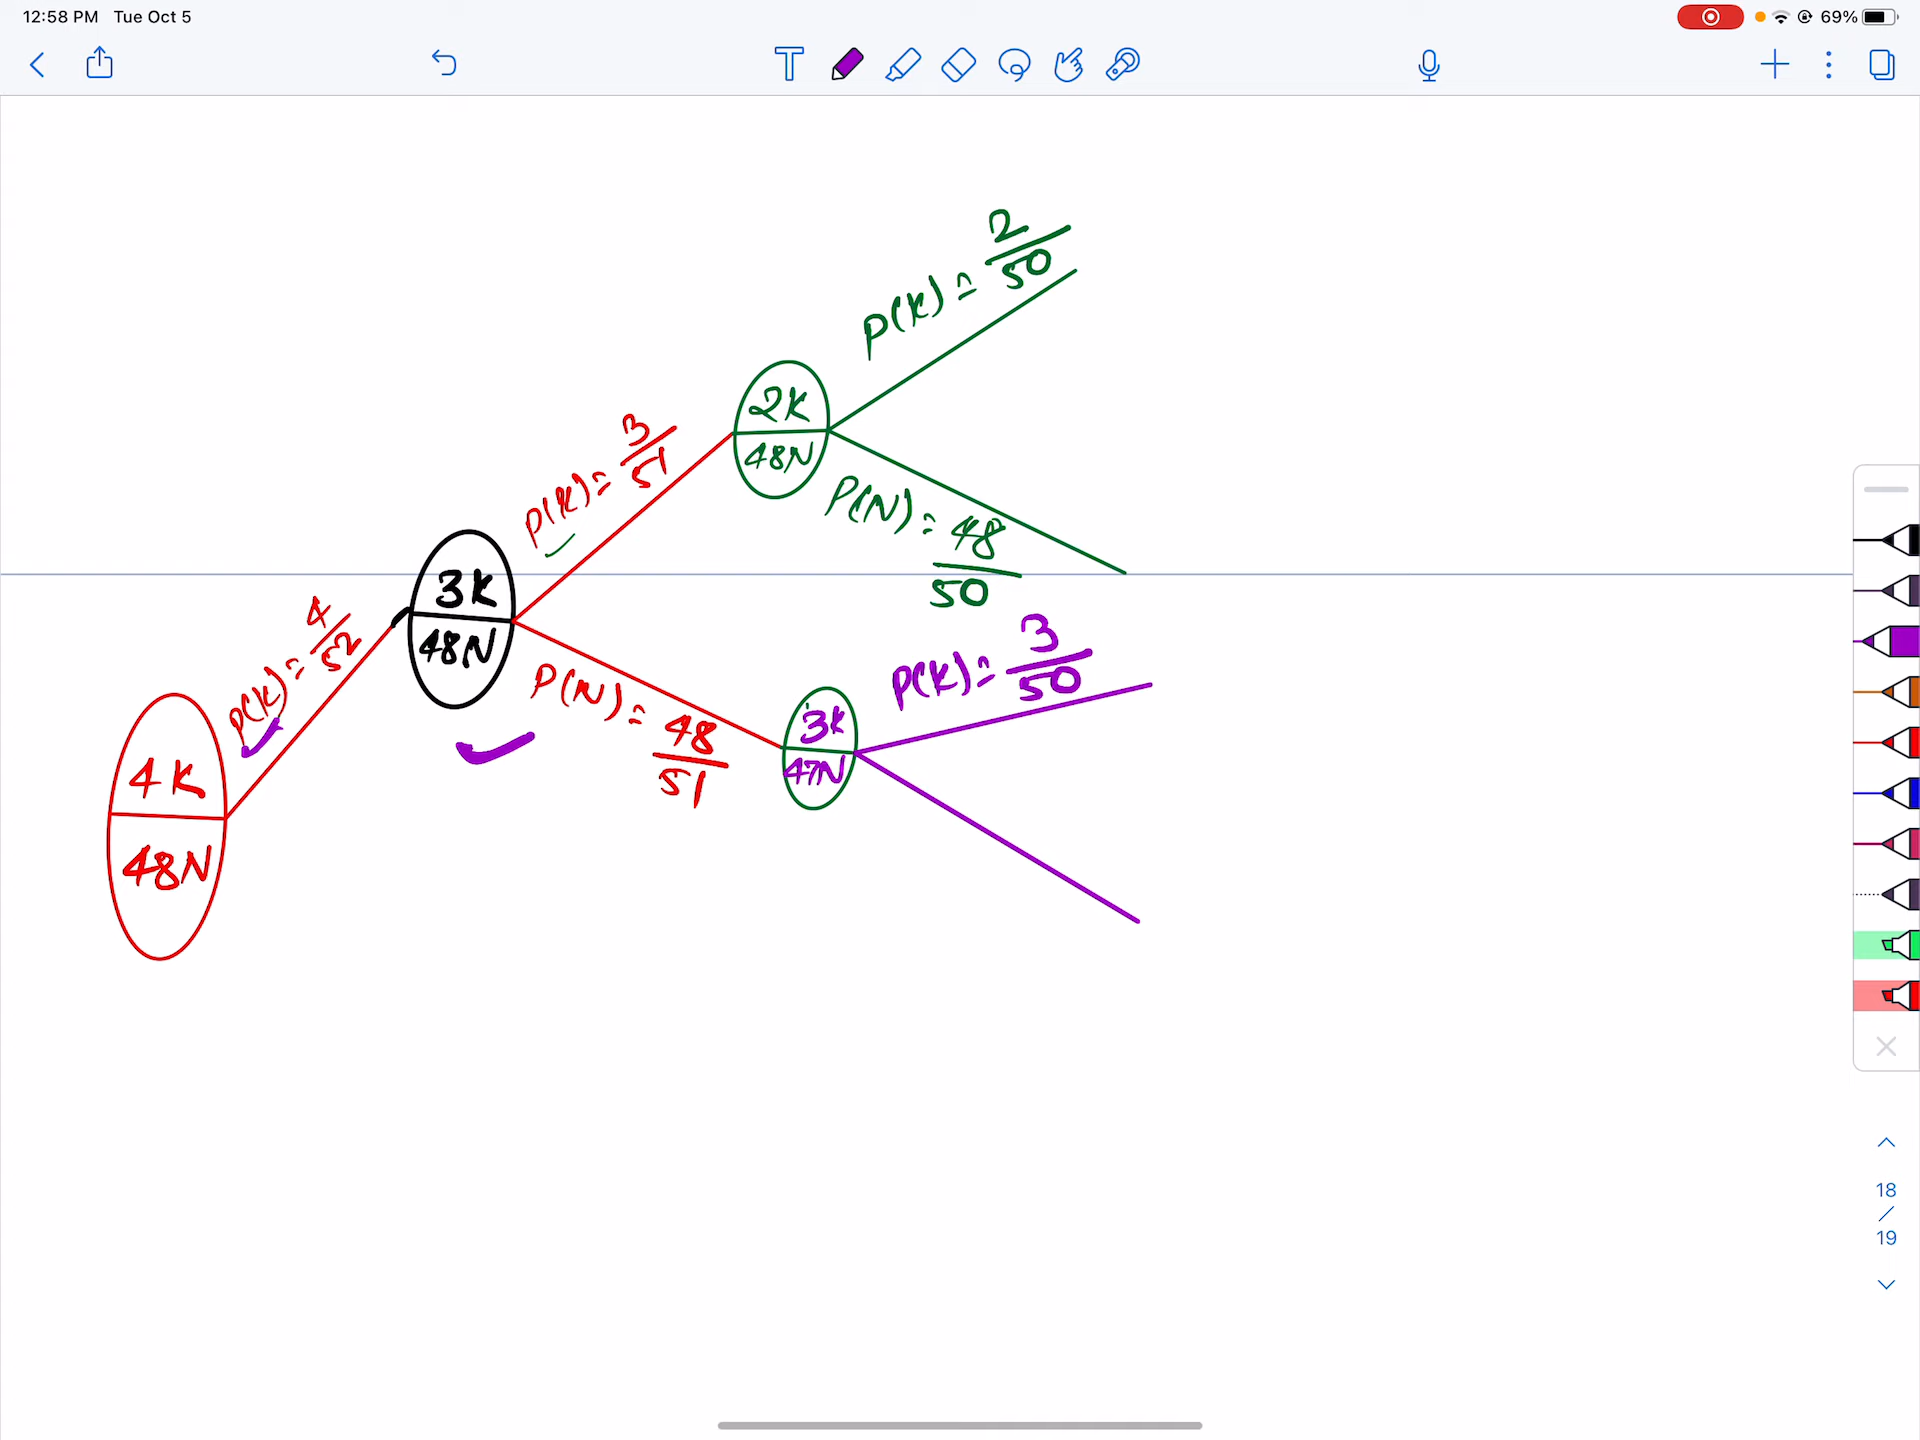 12:58 PM Tue Oct 5
69%
T
P(K) = 2/50
2K
48N
P(K) = 3/51
P(N) = 48/50
3K
48N
P(K) = 4/52
P(N) = 48/51
P(K) = 3/50
3K
47N
4K
48N
18
/
19